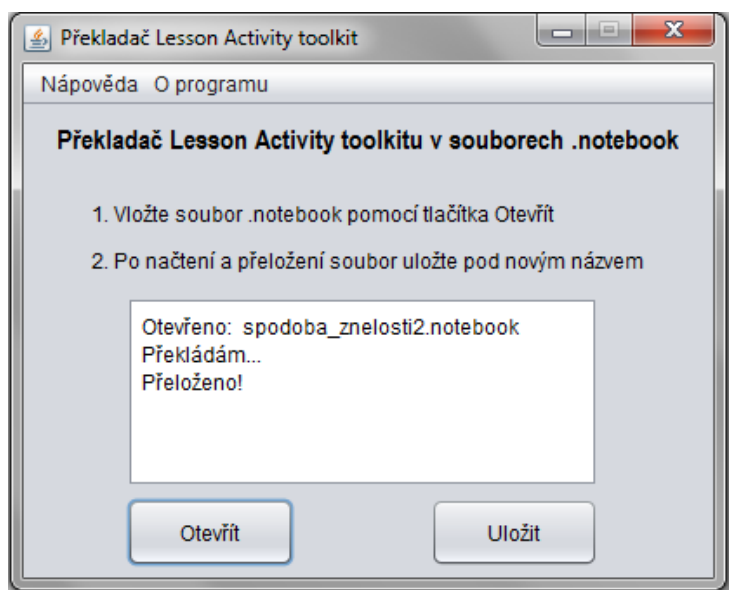 Překladač Lesson Activity toolkit
Nápověda O programu
Překladač Lesson Activity toolkitu v souborech .notebook
1. Vložte soubor .notebook pomocí tlačítka Otevřít
2. Po načtení a přeložení soubor uložte pod novým názvem
Otevřeno: spodoba_znelosti2.notebook
Překládám...
Přeloženo!
Otevřít Uložit